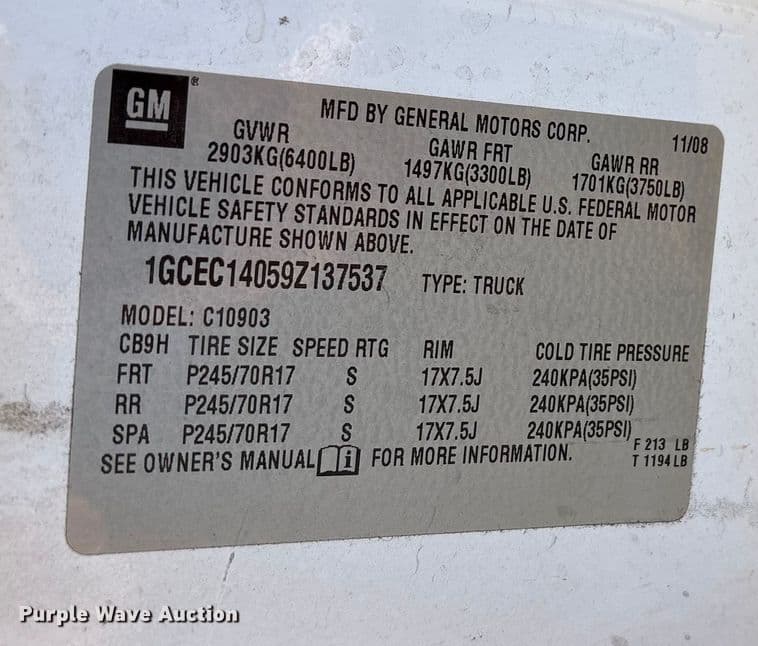 GM®
MFD BY GENERAL MOTORS CORP. 11/08
GVWR GAWR FRT GAWR RR
2903KG(6400LB) 1497KG(3300LB) 1701KG(3750LB)
THIS VEHICLE CONFORMS TO ALL APPLICABLE U.S. FEDERAL MOTOR
VEHICLE SAFETY STANDARDS IN EFFECT ON THE DATE OF
MANUFACTURE SHOWN ABOVE.
1GCEC14059Z137537 TYPE: TRUCK
MODEL: C10903
CB9H TIRE SIZE SPEED RTG RIM COLD TIRE PRESSURE
FRT P245/70R17 S 17X7.5J 240KPA(35PSI)
RR P245/70R17 S 17X7.5J 240KPA(35PSI)
SPA P245/70R17 S 17X7.5J 240KPA(35PSI)
F 213 LB
SEE OWNER'S MANUAL i FOR MORE INFORMATION.
T 1194 LB
Purple Wave Auction